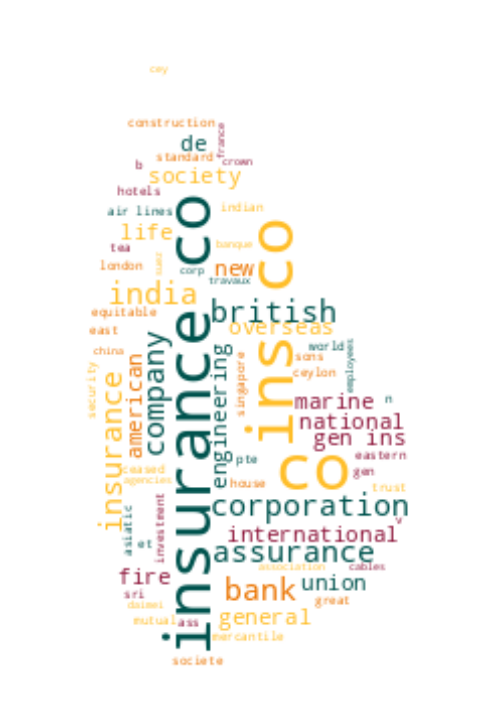 cey
construction
france
de
standard
crown
b
society
hotels
insurance co
air lines
indian
life
ins co
tea
banque
london
suez
corp
new
travaux
india
british
equitable
overseas
east
company
world
employees
china
engineering
sons
singapore
american
security
insurance
ceylon
marine
n
national
gen ins
eastern
pte
co
gen
ceased
agencies
house
trust
investment
asiatic
corporation
v
international
et
assurance
association
cables
fire
bank
union
sri
great
daimei
mutual
ass
general
mercantile
societe